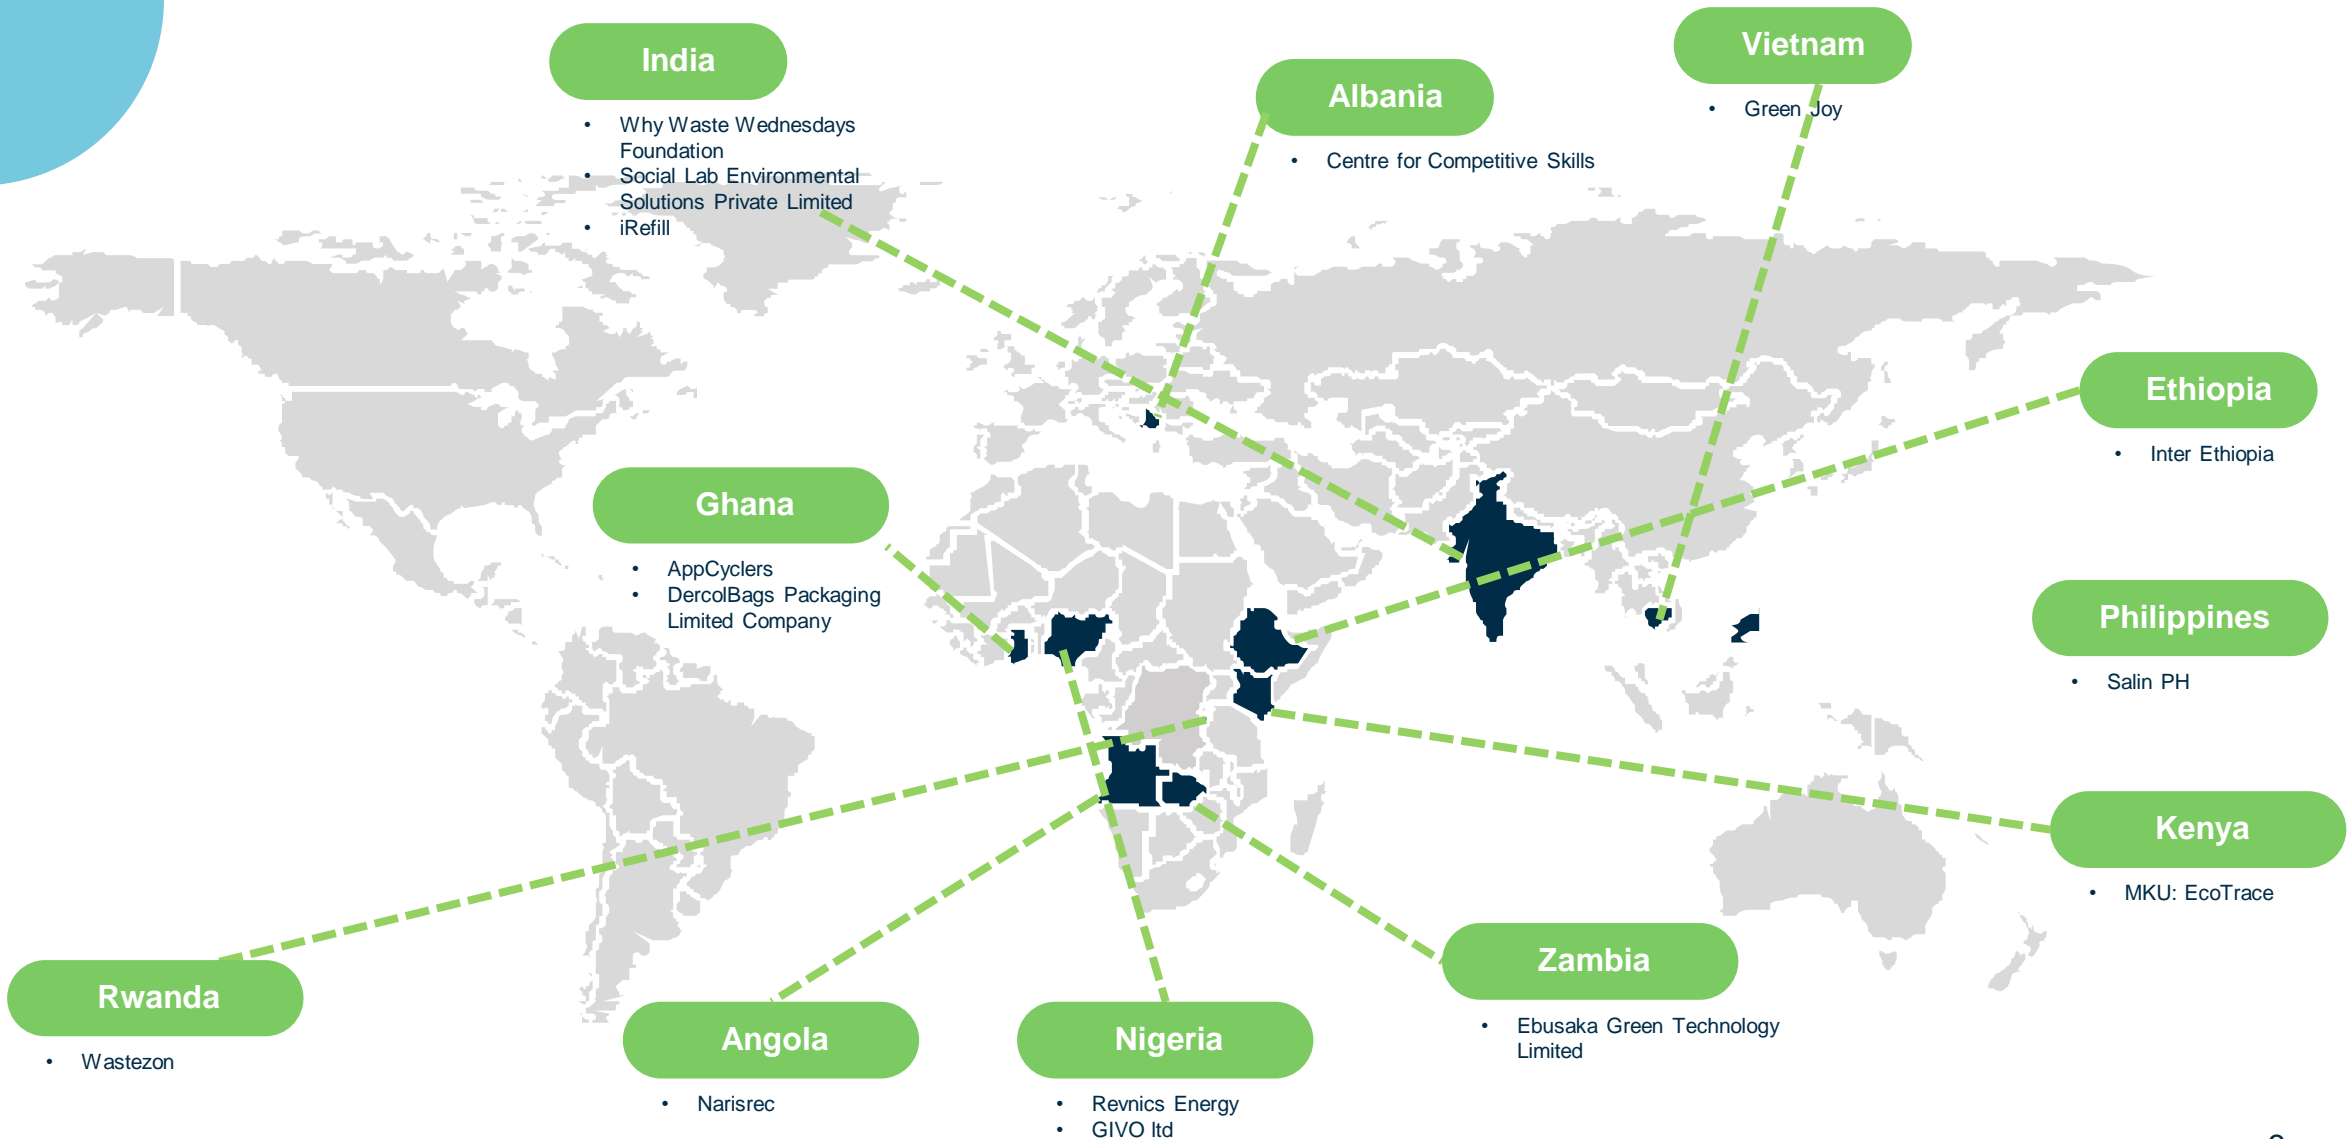 India
• Why Waste Wednesdays
Foundation
• Social Lab Environmental
Solutions Private Limited
• iRefill
Albania
• Centre for Competitive Skills
Vietnam
• Green Joy
Ethiopia
• Inter Ethiopia
Ghana
• AppCyclers
• DercolBags Packaging
Limited Company
Philippines
• Salin PH
Kenya
• MKU: EcoTrace
Zambia
• Ebusaka Green Technology
Limited
Rwanda
• Wastezon
Angola
• Narisrec
Nigeria
• Revnics Energy
• GIVO ltd